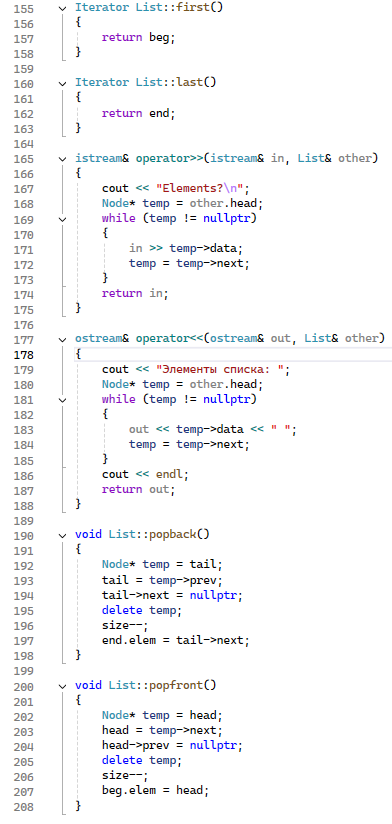 155 Iterator List::first()
156 {
157     return beg;
158 }
159
160 Iterator List::last()
161 {
162     return end;
163 }
164
165 istream& operator>>(istream& in, List& other)
166 {
167     cout << "Elements?\n";
168     Node* temp = other.head;
169     while (temp != nullptr)
170     {
171         in >> temp->data;
172         temp = temp->next;
173     }
174     return in;
175 }
176
177 ostream& operator<<(ostream& out, List& other)
178 {
179     cout << "Элементы списка: ";
180     Node* temp = other.head;
181     while (temp != nullptr)
182     {
183         out << temp->data << " ";
184         temp = temp->next;
185     }
186     cout << endl;
187     return out;
188 }
189
190 void List::popback()
191 {
192     Node* temp = tail;
193     tail = temp->prev;
194     tail->next = nullptr;
195     delete temp;
196     size--;
197     end.elem = tail->next;
198 }
199
200 void List::popfront()
201 {
202     Node* temp = head;
203     head = temp->next;
204     head->prev = nullptr;
205     delete temp;
206     size--;
207     beg.elem = head;
208 }